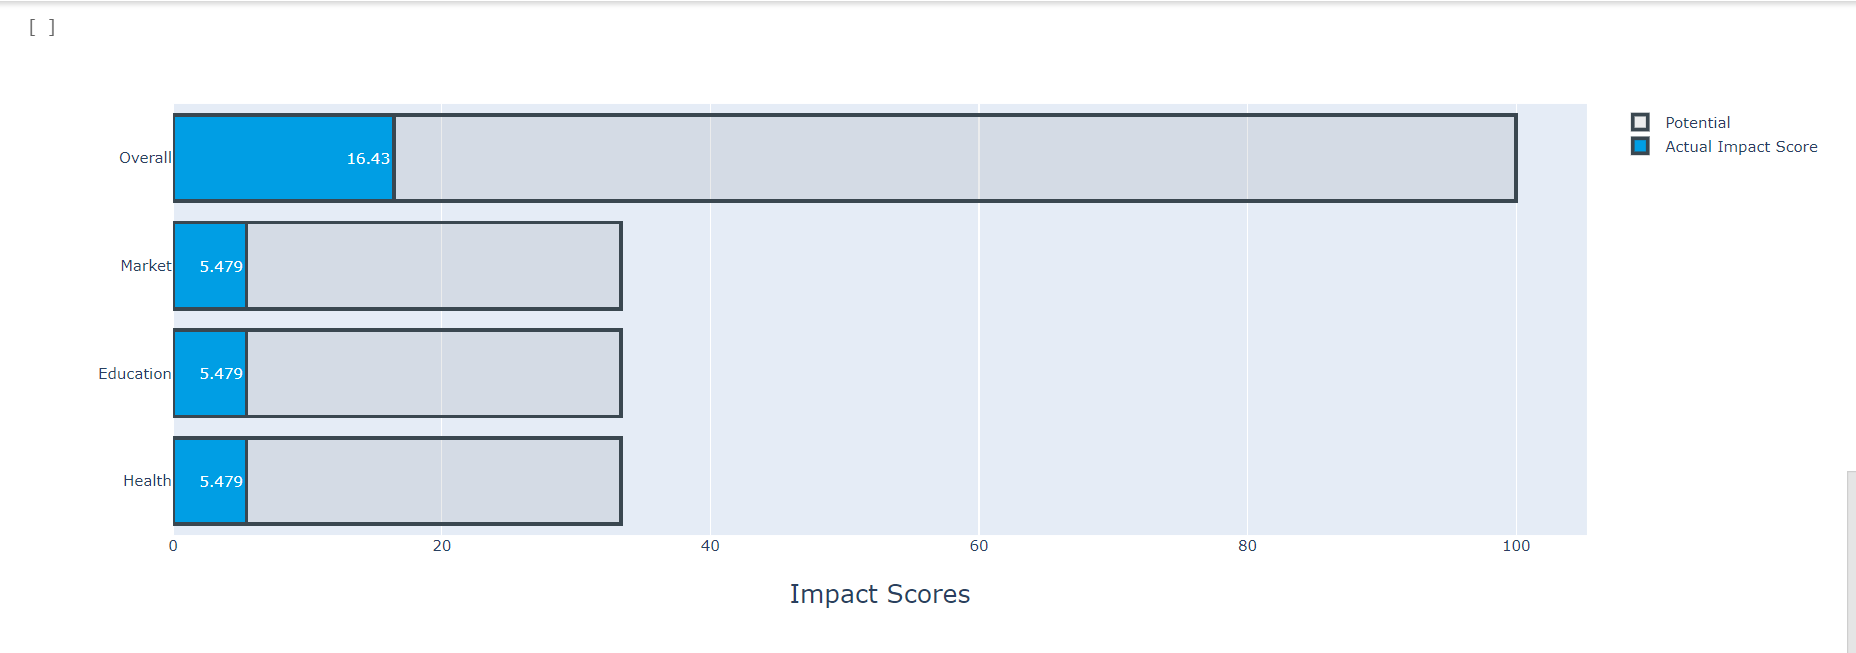 [ ]
Potential
Actual Impact Score
Overall 16.43
Market 5.479
Education 5.479
Health 5.479
0 20 40 60 80 100
Impact Scores